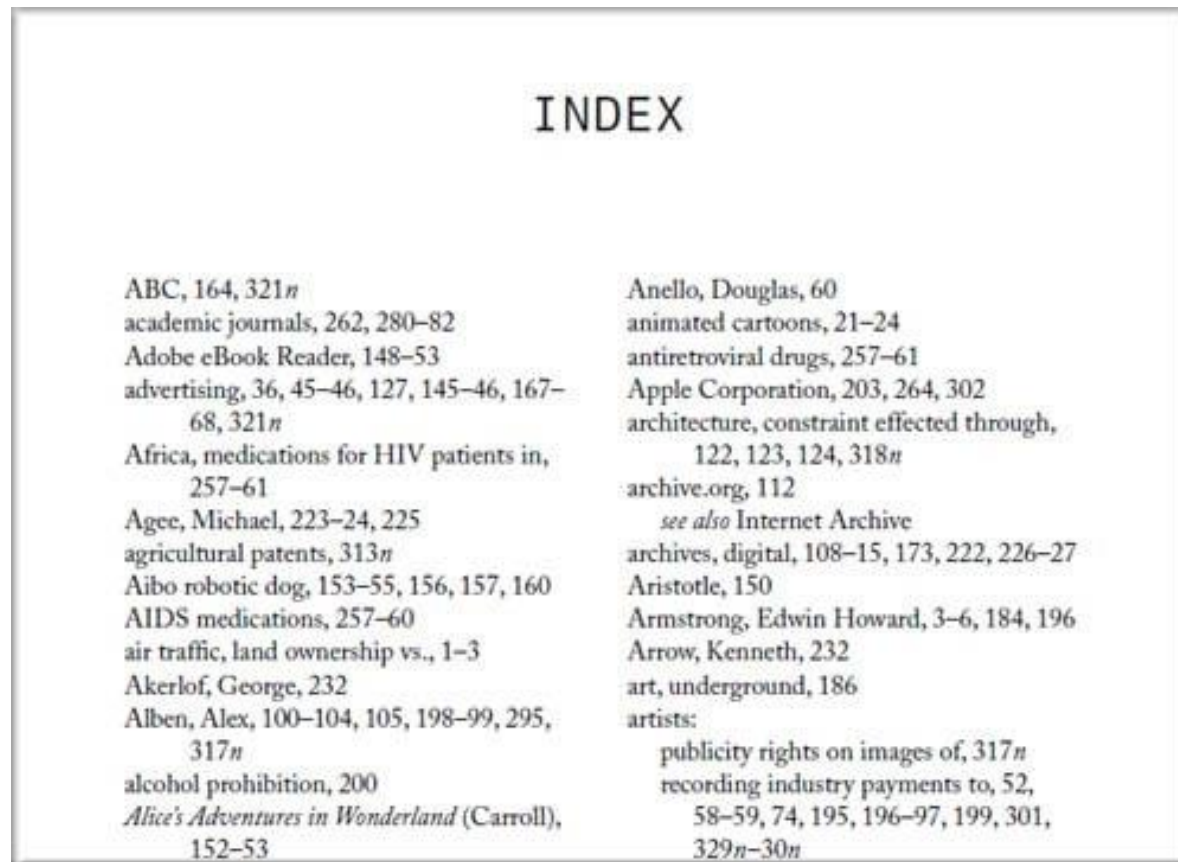 INDEX
ABC, 164, 321n
academic journals, 262, 280–82
Adobe eBook Reader, 148–53
advertising, 36, 45–46, 127, 145–46, 167–
68, 321n
Africa, medications for HIV patients in,
257–61
Agee, Michael, 223–24, 225
agricultural patents, 313n
Aibo robotic dog, 153–55, 156, 157, 160
AIDS medications, 257–60
air traffic, land ownership vs., 1–3
Akerlof, George, 232
Alben, Alex, 100–104, 105, 198–99, 295,
317n
alcohol prohibition, 200
Alice's Adventures in Wonderland (Carroll),
152–53
Anello, Douglas, 60
animated cartoons, 21–24
antiretroviral drugs, 257–61
Apple Corporation, 203, 264, 302
architecture, constraint effected through,
122, 123, 124, 318n
archive.org, 112
see also Internet Archive
archives, digital, 108–15, 173, 222, 226–27
Aristotle, 150
Armstrong, Edwin Howard, 3–6, 184, 196
Arrow, Kenneth, 232
art, underground, 186
artists:
publicity rights on images of, 317n
recording industry payments to, 52,
58–59, 74, 195, 196–97, 199, 301,
329n–30n